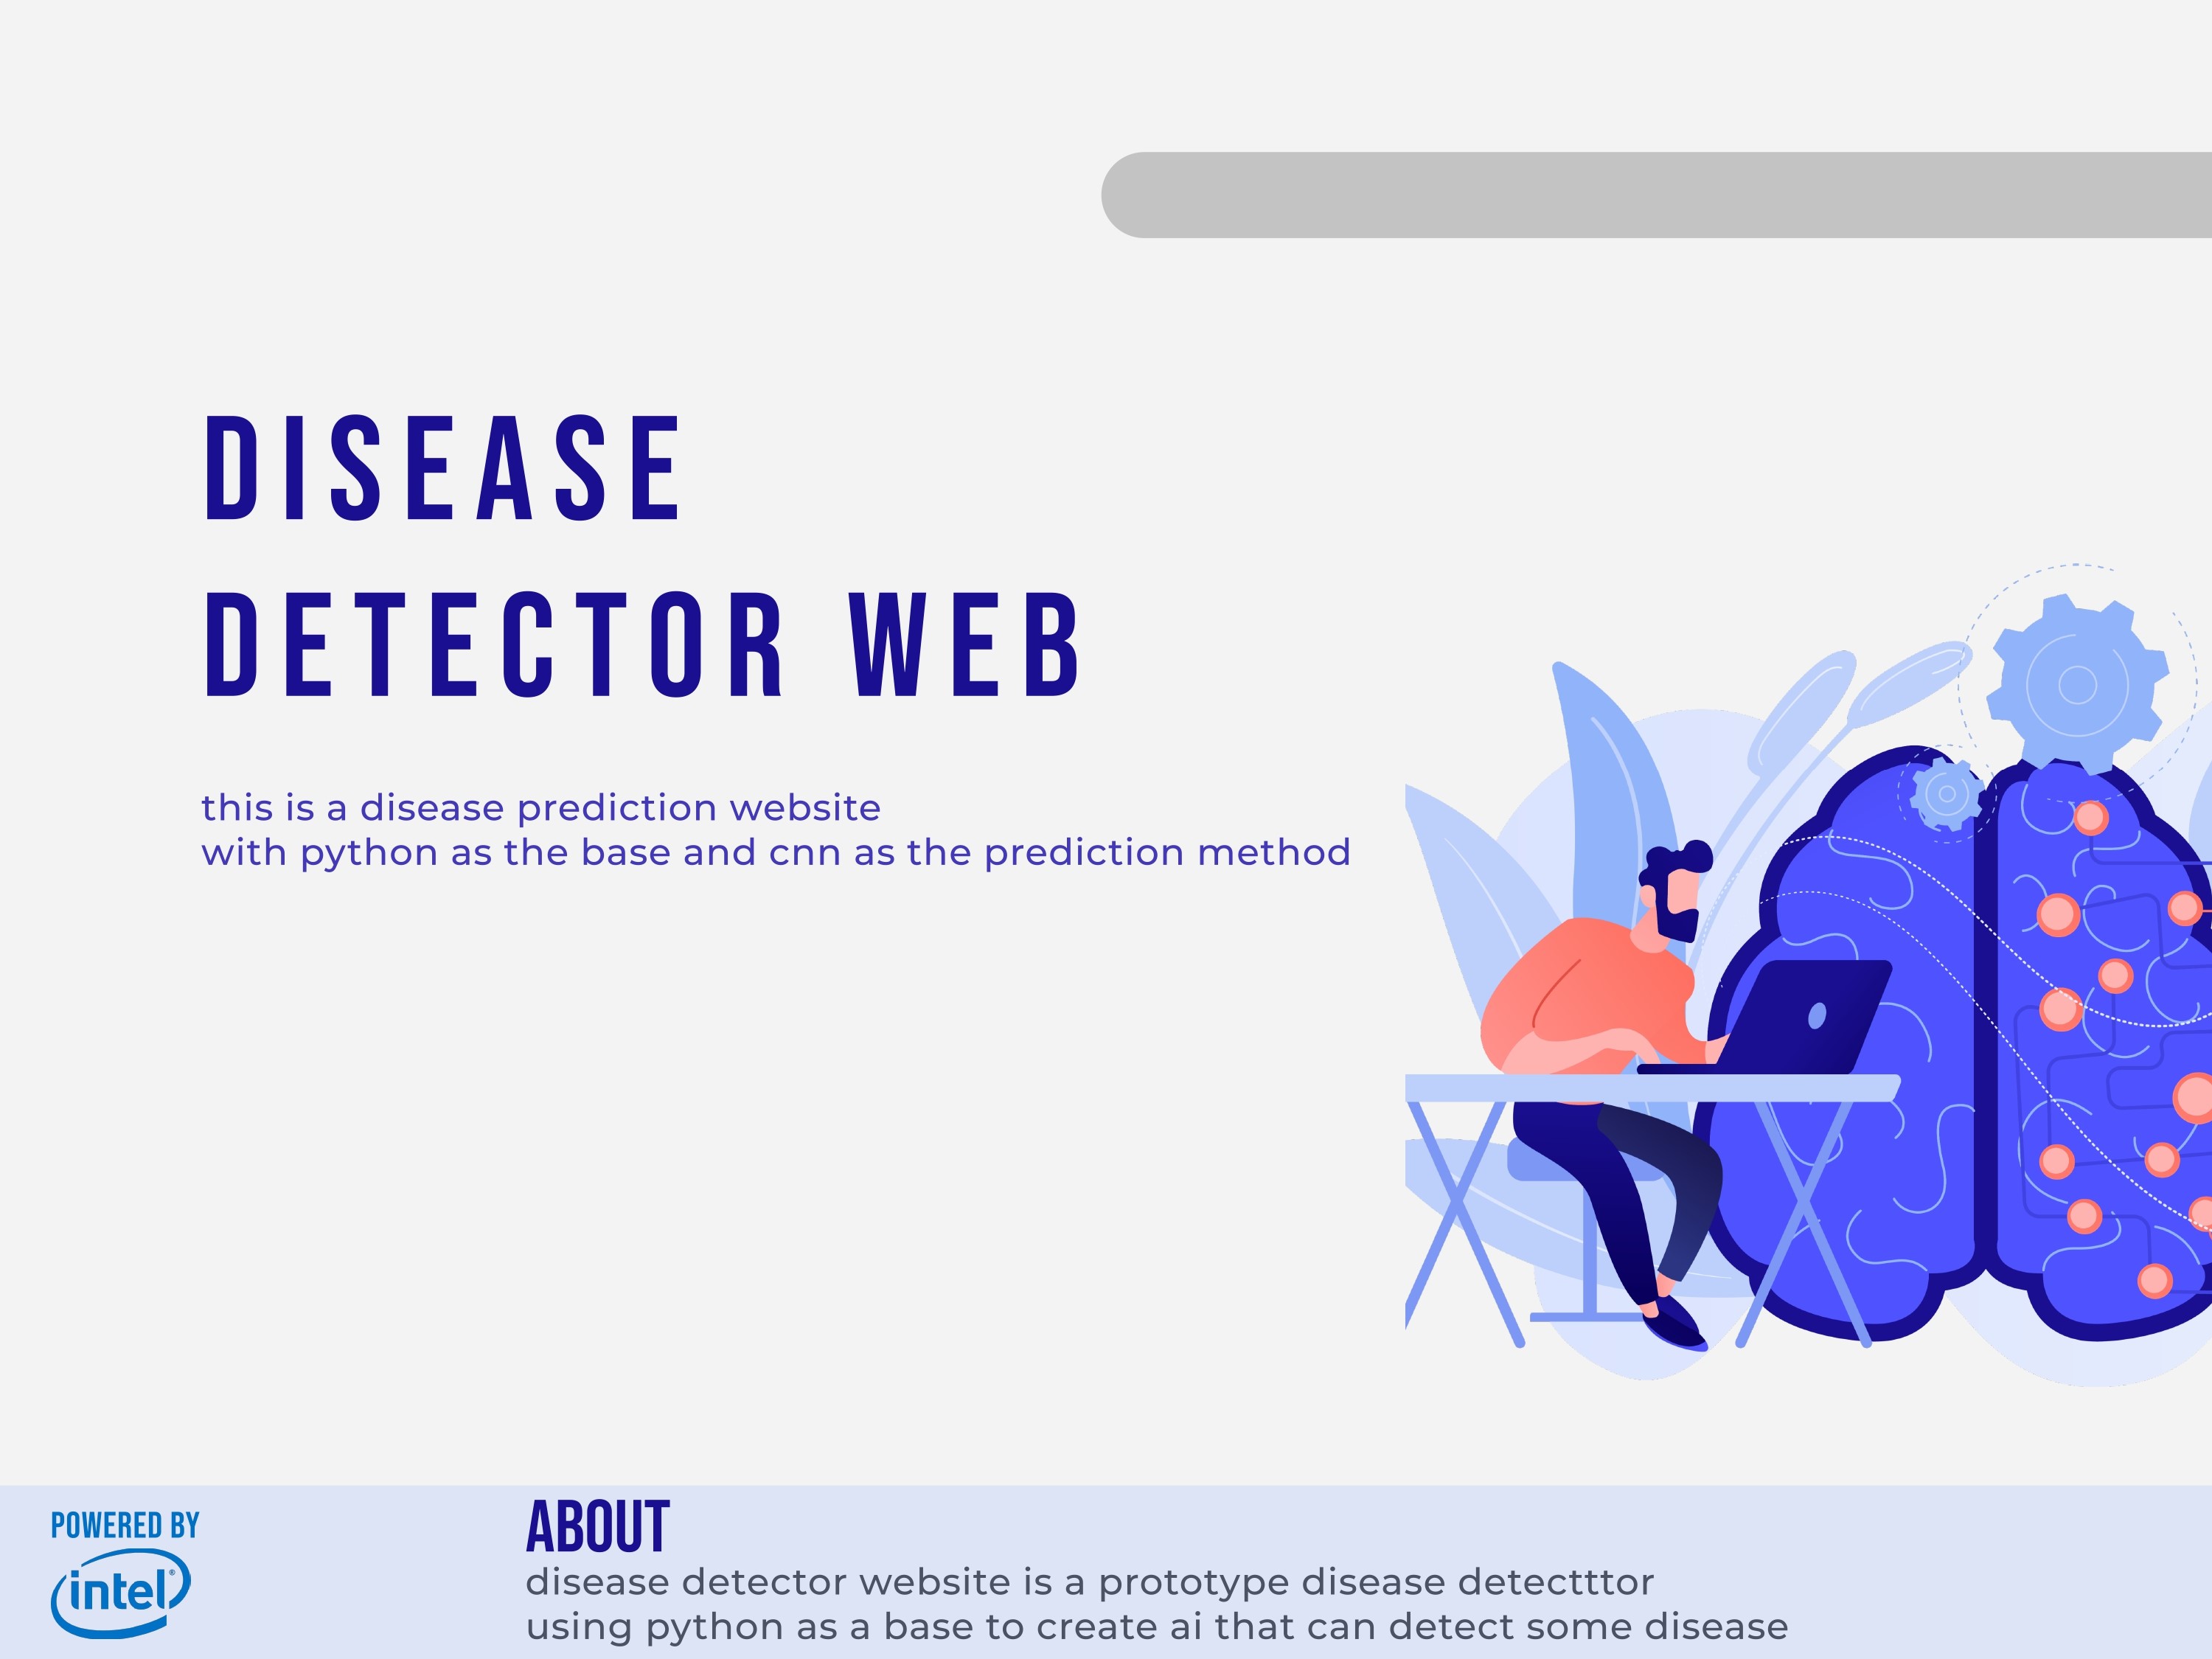 DISEASE
DETECTOR WEB
this is a disease prediction website
with python as the base and cnn as the prediction method
POWERED BY
intel®
ABOUT
disease detector website is a prototype disease detectttor
using python as a base to create ai that can detect some disease